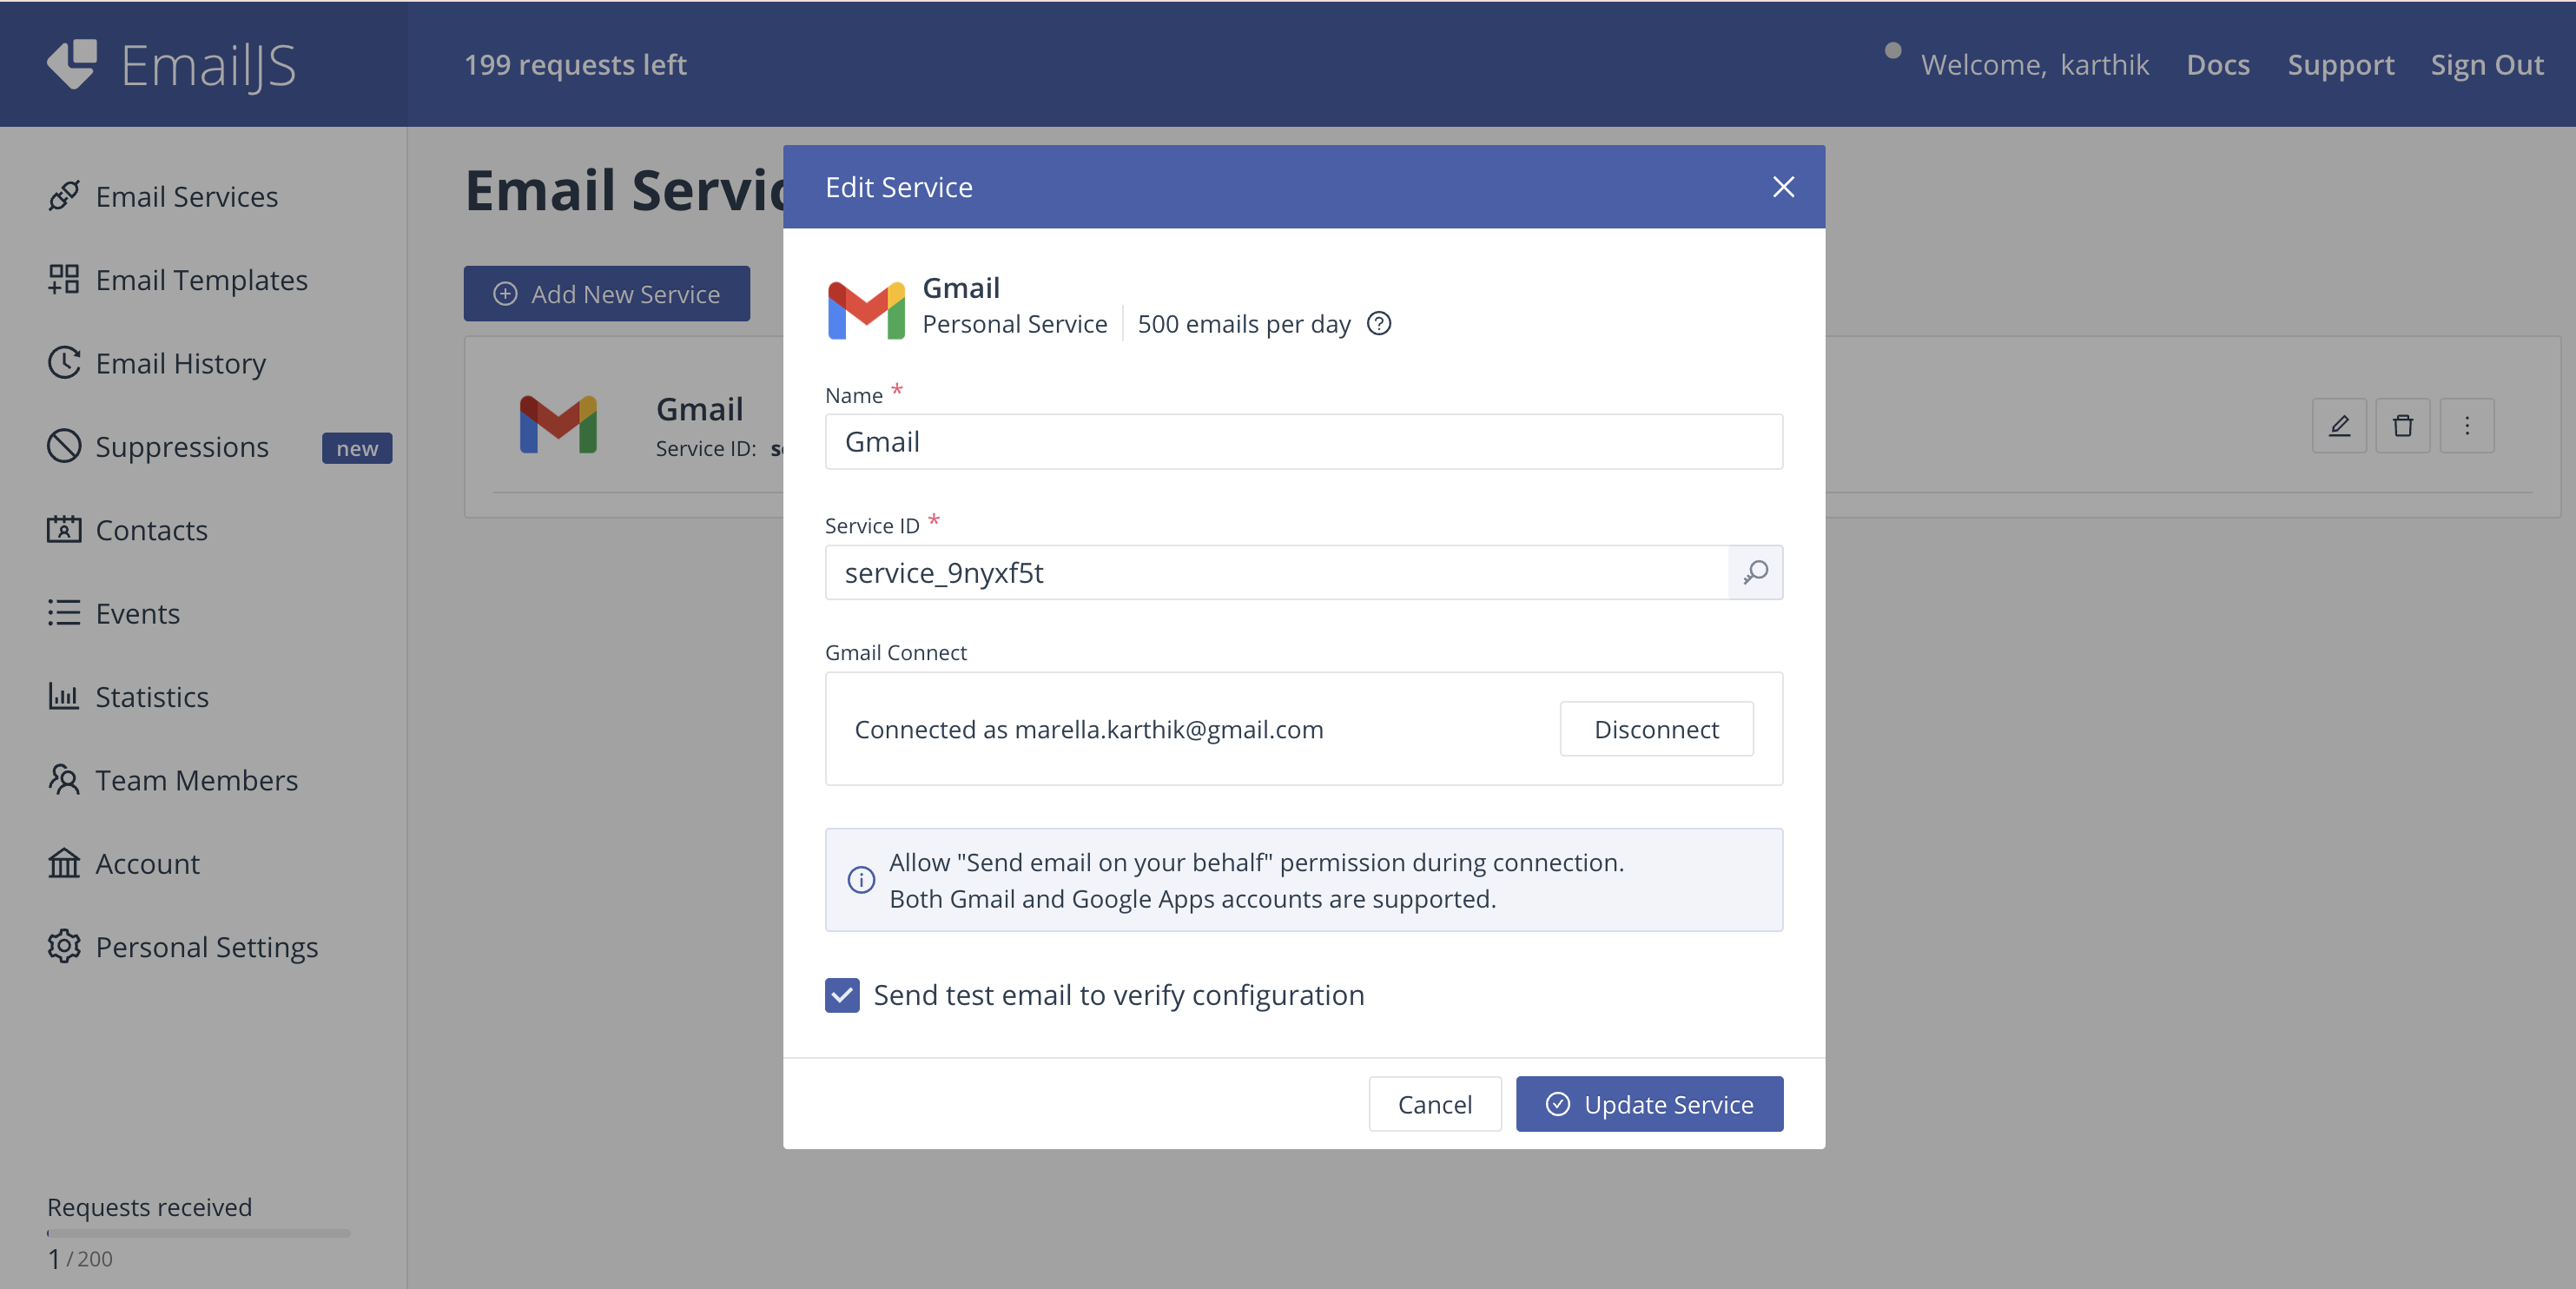 EmailJS
199 requests left
Welcome, karthik
Docs
Support
Sign Out
Email Services
Email Templates
Email History
Suppressions new
Contacts
Events
Statistics
Team Members
Account
Personal Settings
Requests received
1 / 200
Email
Add New Service
Gmail
Service ID:
Edit Service
Gmail
Personal Service
500 emails per day
Name *
Gmail
Service ID *
service_9nyxf5t
Gmail Connect
Connected as marella.karthik@gmail.com
Disconnect
Allow "Send email on your behalf" permission during connection.
Both Gmail and Google Apps accounts are supported.
Send test email to verify configuration
Cancel
Update Service